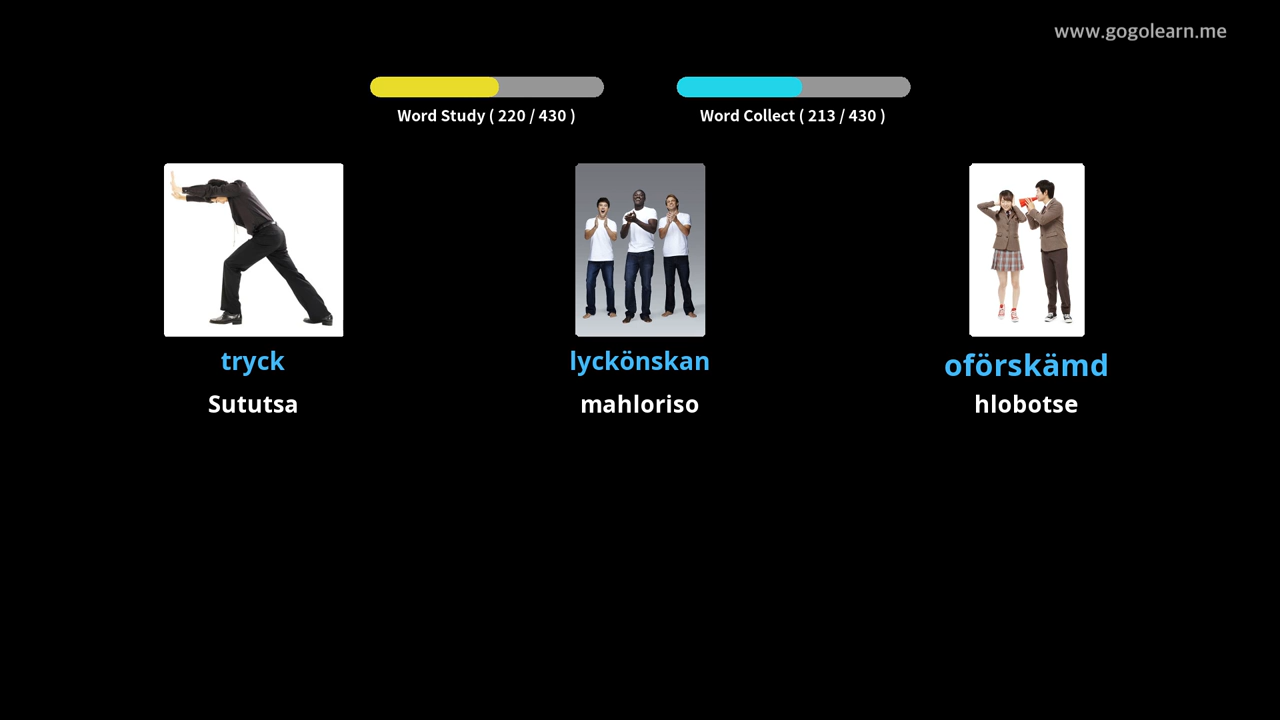 www.gogolearn.me
Word Study ( 220 / 430 )
Word Collect ( 213 / 430 )
tryck
lyckönskan
oförskämd
Sututsa
mahloriso
hlobotse